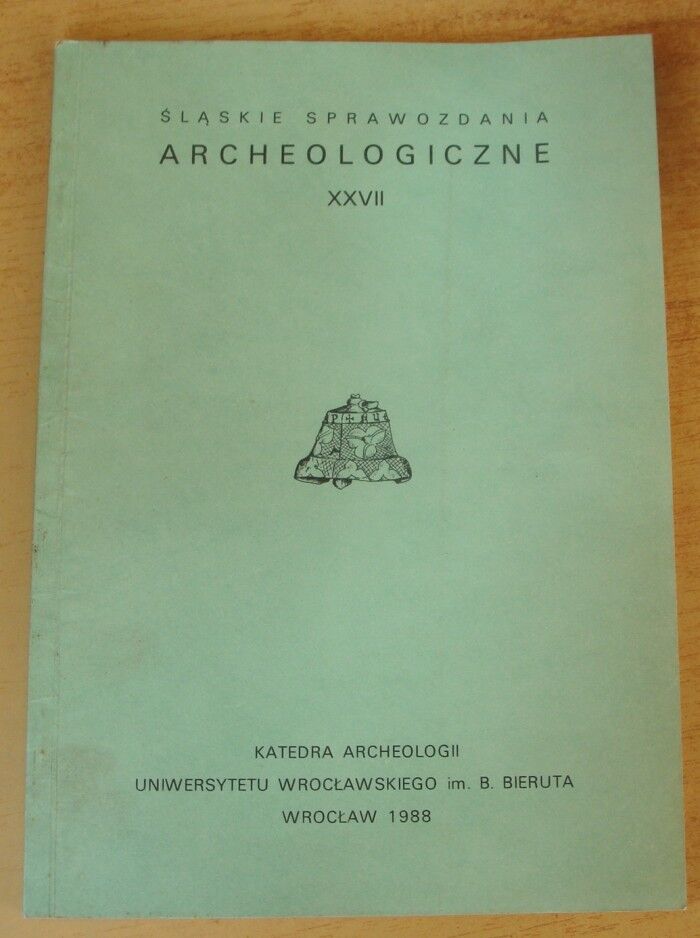 ŚLĄSKIE SPRAWOZDANIA
ARCHEOLOGICZNE
XXVII
KATEDRA ARCHEOLOGII
UNIWERSYTETU WROCŁAWSKIEGO im. B. BIERUTA
WROCŁAW 1988